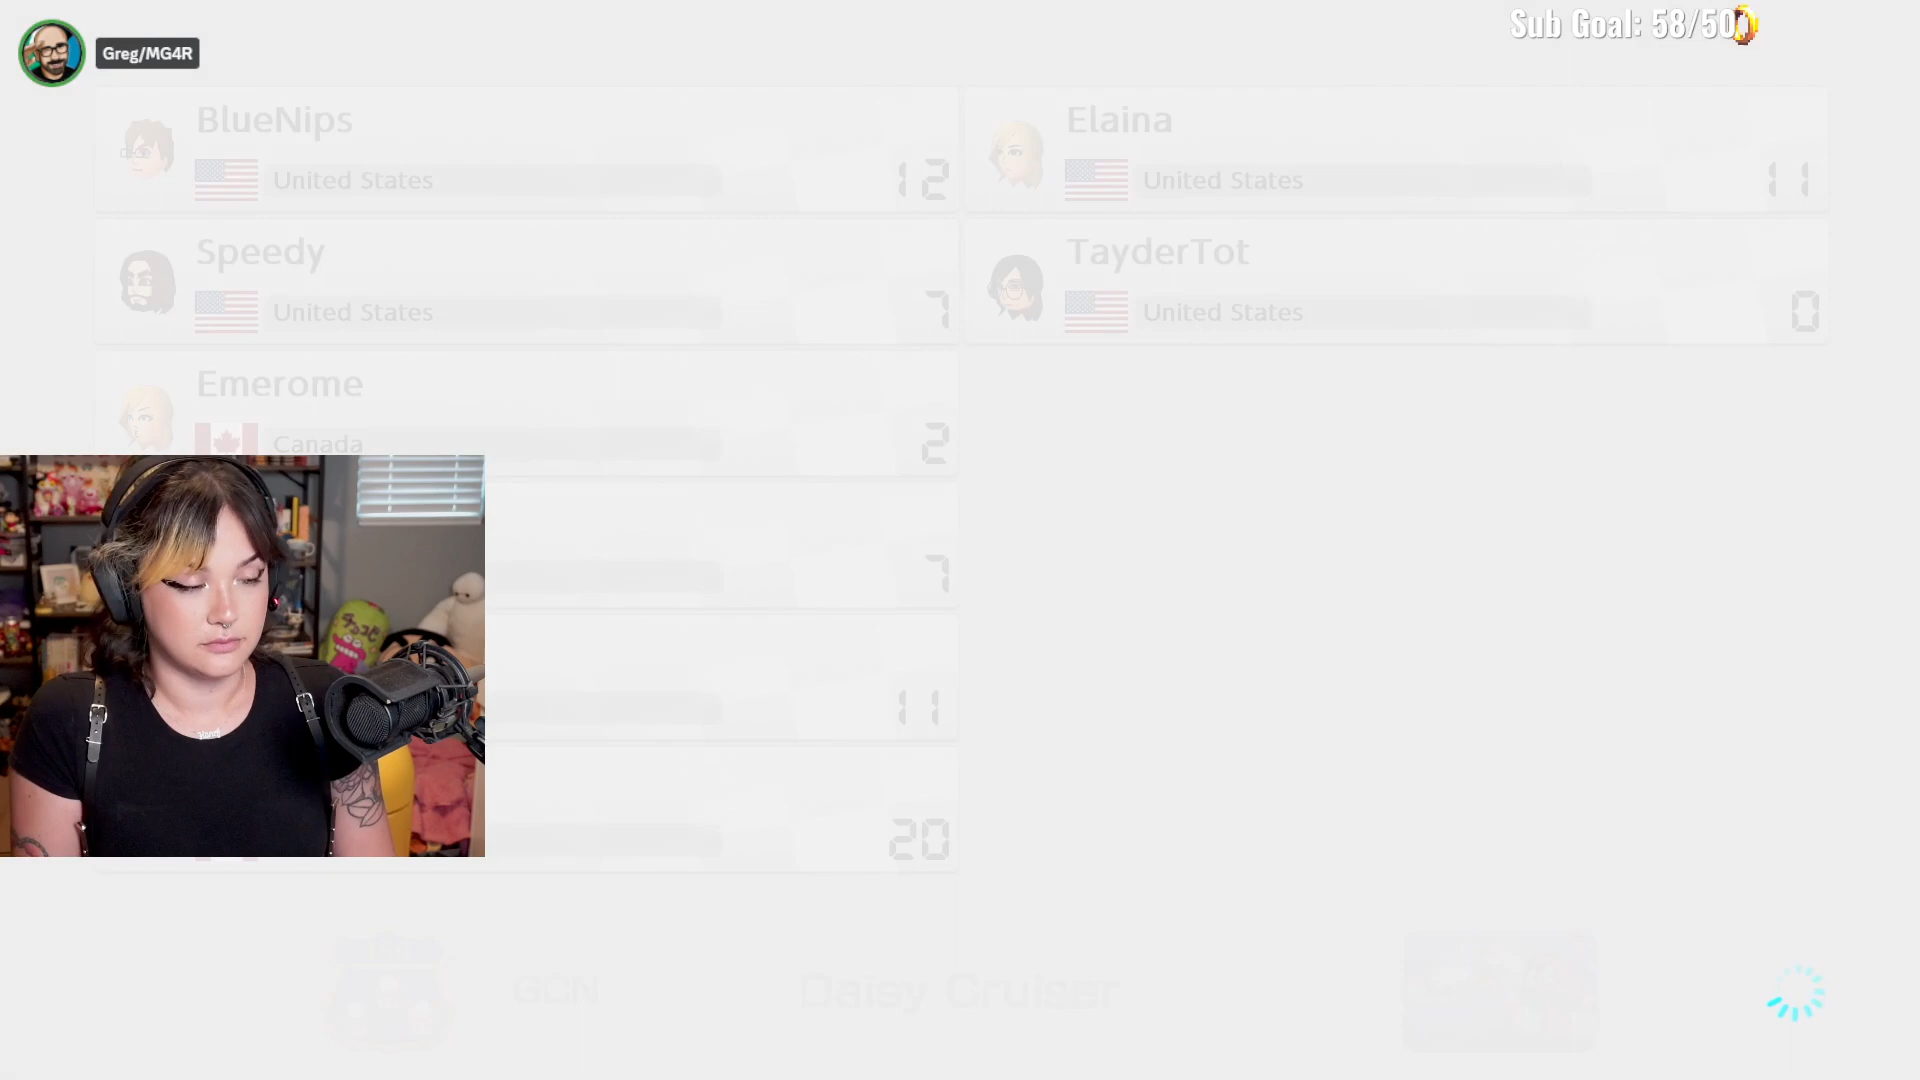 Sub Goal: 58/50
Greg/MG4R
BlueNips
United States
12
Elaina
United States
11
Speedy
United States
7
TayderTot
United States
0
Emerome
Canada
2
7
11
20
GCN
Daisy Cruiser